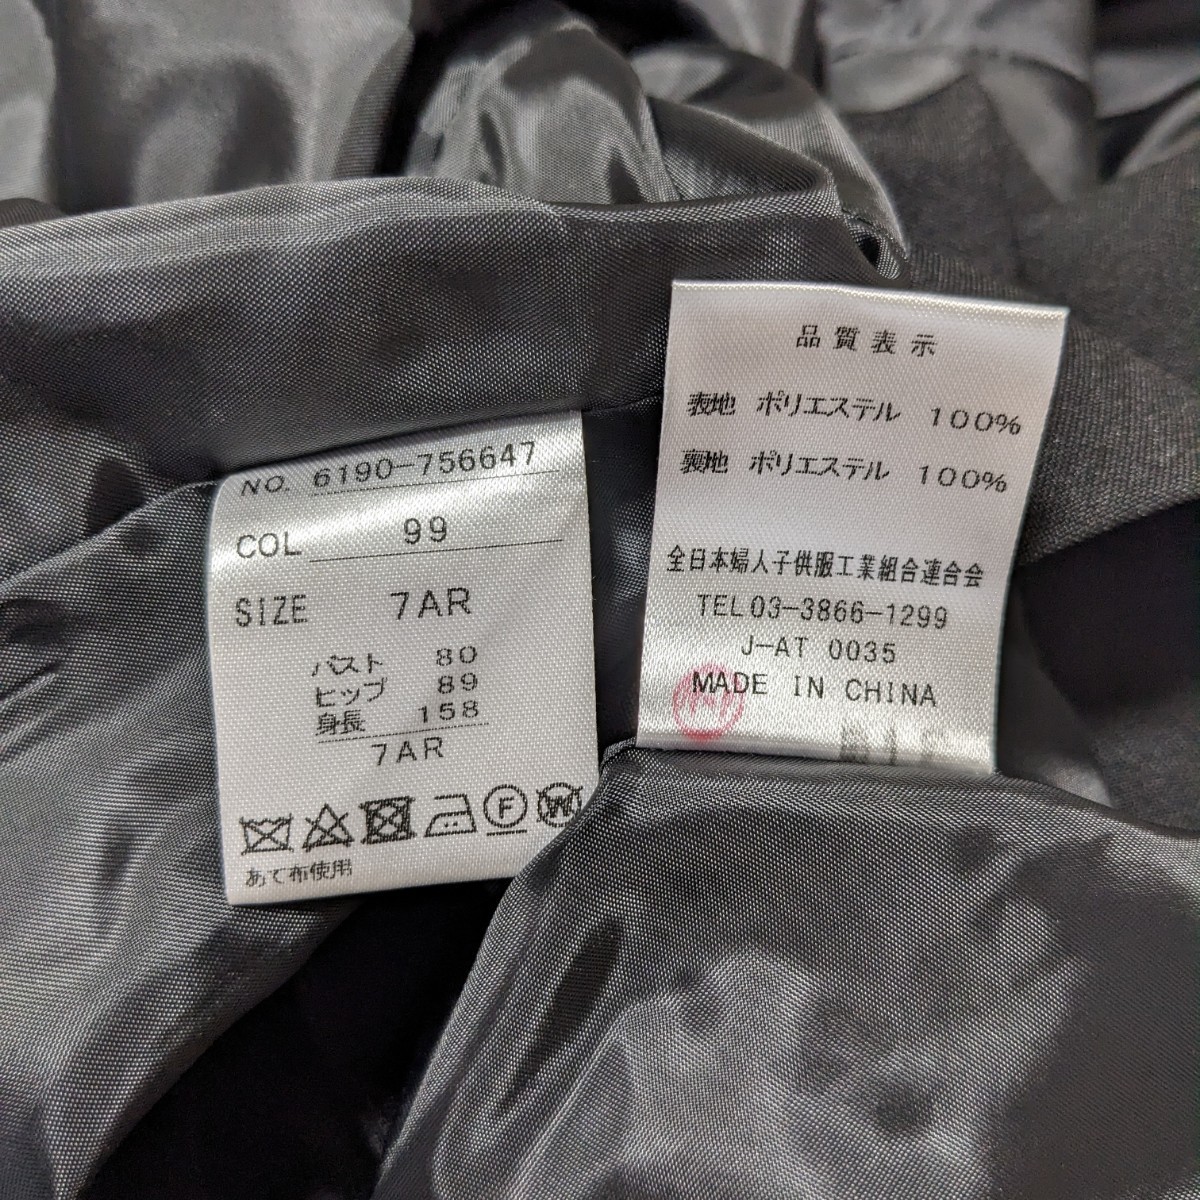 NO. 6190-756647
COL 99
SIZE 7AR
バスト 80
ヒップ 89
身長 158
7AR
F
W
あて布使用
品質表示
表地 ポリエステル 100%
裏地 ポリエステル 100%
全日本婦人子供服工業組合連合会
TEL03-3866-1299
J-AT 0035
MADE IN CHINA